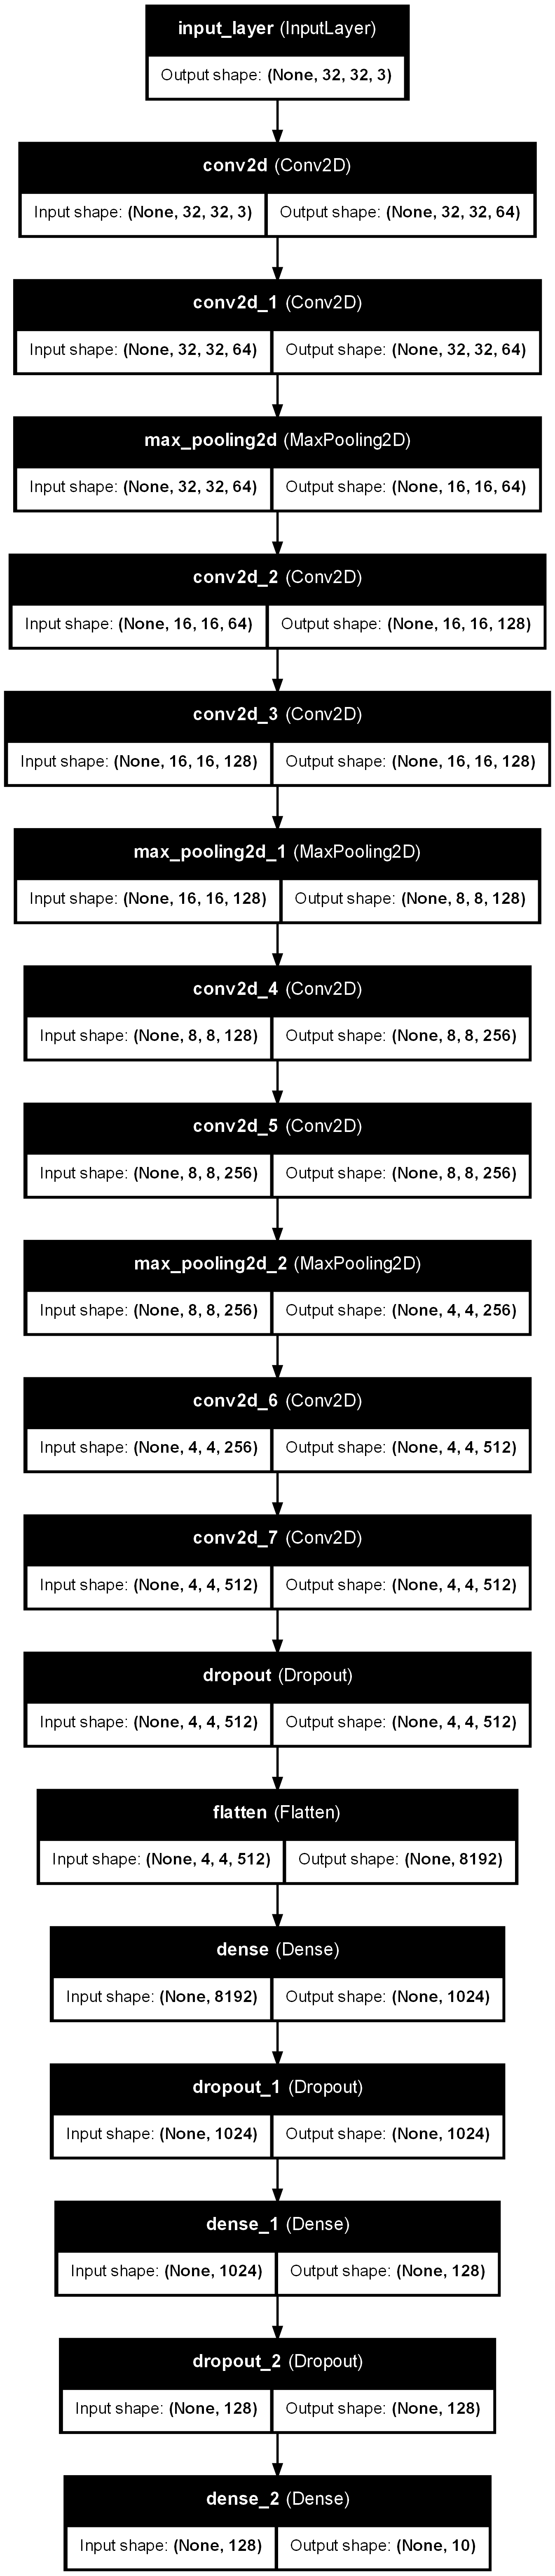 input_layer (InputLayer)
Output shape: (None, 32, 32, 3)
conv2d (Conv2D)
Input shape: (None, 32, 32, 3) Output shape: (None, 32, 32, 64)
conv2d_1 (Conv2D)
Input shape: (None, 32, 32, 64) Output shape: (None, 32, 32, 64)
max_pooling2d (MaxPooling2D)
Input shape: (None, 32, 32, 64) Output shape: (None, 16, 16, 64)
conv2d_2 (Conv2D)
Input shape: (None, 16, 16, 64) Output shape: (None, 16, 16, 128)
conv2d_3 (Conv2D)
Input shape: (None, 16, 16, 128) Output shape: (None, 16, 16, 128)
max_pooling2d_1 (MaxPooling2D)
Input shape: (None, 16, 16, 128) Output shape: (None, 8, 8, 128)
conv2d_4 (Conv2D)
Input shape: (None, 8, 8, 128) Output shape: (None, 8, 8, 256)
conv2d_5 (Conv2D)
Input shape: (None, 8, 8, 256) Output shape: (None, 8, 8, 256)
max_pooling2d_2 (MaxPooling2D)
Input shape: (None, 8, 8, 256) Output shape: (None, 4, 4, 256)
conv2d_6 (Conv2D)
Input shape: (None, 4, 4, 256) Output shape: (None, 4, 4, 512)
conv2d_7 (Conv2D)
Input shape: (None, 4, 4, 512) Output shape: (None, 4, 4, 512)
dropout (Dropout)
Input shape: (None, 4, 4, 512) Output shape: (None, 4, 4, 512)
flatten (Flatten)
Input shape: (None, 4, 4, 512) Output shape: (None, 8192)
dense (Dense)
Input shape: (None, 8192) Output shape: (None, 1024)
dropout_1 (Dropout)
Input shape: (None, 1024) Output shape: (None, 1024)
dense_1 (Dense)
Input shape: (None, 1024) Output shape: (None, 128)
dropout_2 (Dropout)
Input shape: (None, 128) Output shape: (None, 128)
dense_2 (Dense)
Input shape: (None, 128) Output shape: (None, 10)